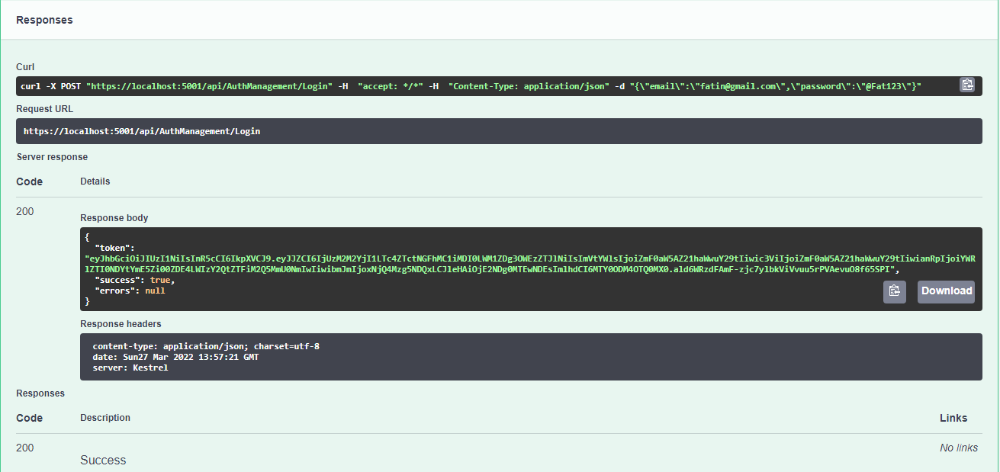 Responses
Curl
curl -X POST "https://localhost:5001/api/AuthManagement/Login" -H  "accept: */*" -H  "Content-Type: application/json" -d "{\"email\":\"fatin@gmail.com\",\"password\":\"@Fat123\"}"
Request URL
https://localhost:5001/api/AuthManagement/Login
Server response
Code Details
200
Response body
{
"token":
"eyJhbGciOiJIUzI1NiIsInR5cCI6IkpXVCJ9.eyJJZCI6IjUzM2M2YjI1LTc4ZTctNGFhMC1iMDI0LWM1ZDg3OWEzZTJlNiIsImVtYWlsIjoiZmF0aW5AZ21haWwuY29tIiwic3ViIjoiZmF0aW5AZ21haWwuY29tIiwianRpIjoiYWR
lZTI0NDYtYmE5Zi00ZDE4LWIzY2QtZTFiM2Q5MmU0NmIwIiwibmJmIjoxNjQ4Mzg5NDQxLCJleHAiOjE2NDg0MTEwNDEsImlhdCI6MTY0ODM4OTQ0MX0.ald6WRzdFAmF-zjc7ylbkViVvuu5rPVAevuO8f65SPI",
"success": true,
"errors": null
}
Download
Response headers
content-type: application/json; charset=utf-8
date: Sun27 Mar 2022 13:57:21 GMT
server: Kestrel
Responses
Code Description Links
200 No links
Success